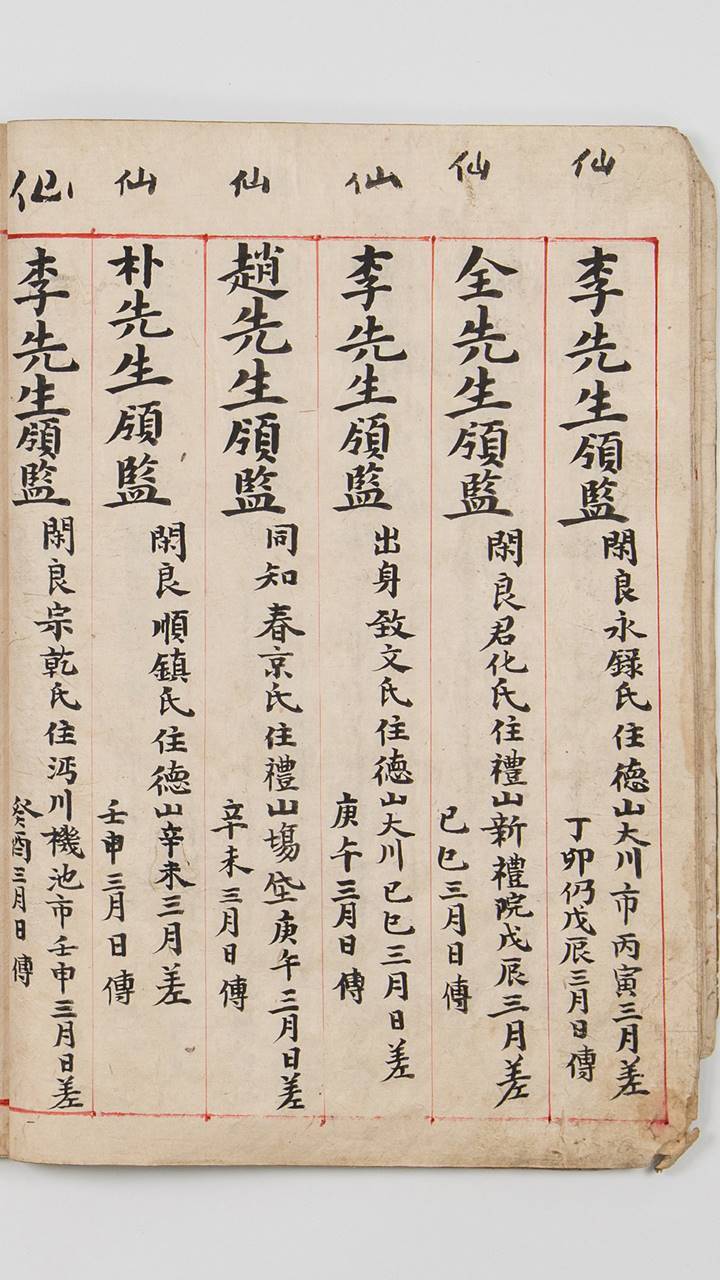 仙
李先生領監
閑良永錄氏住德山大川市丙寅三月差
丁卯仍戊辰三月日傳
仙
全先生領監
閑良君化氏住禮山新禮院戊辰三月差
已巳三月日傳
仙
李先生領監
出身致文氏住德山大川已巳三月日差
庚午三月日傳
仙
趙先生領監
同知春京氏住禮山場垈庚午三月日差
辛未三月日傳
仙
朴先生領監
閑良順鎮氏住德山辛未三月差
壬申三月日傳
仙
李先生領監
閑良宗乾氏住沔川機池市壬申三月日差
癸酉三月日傳